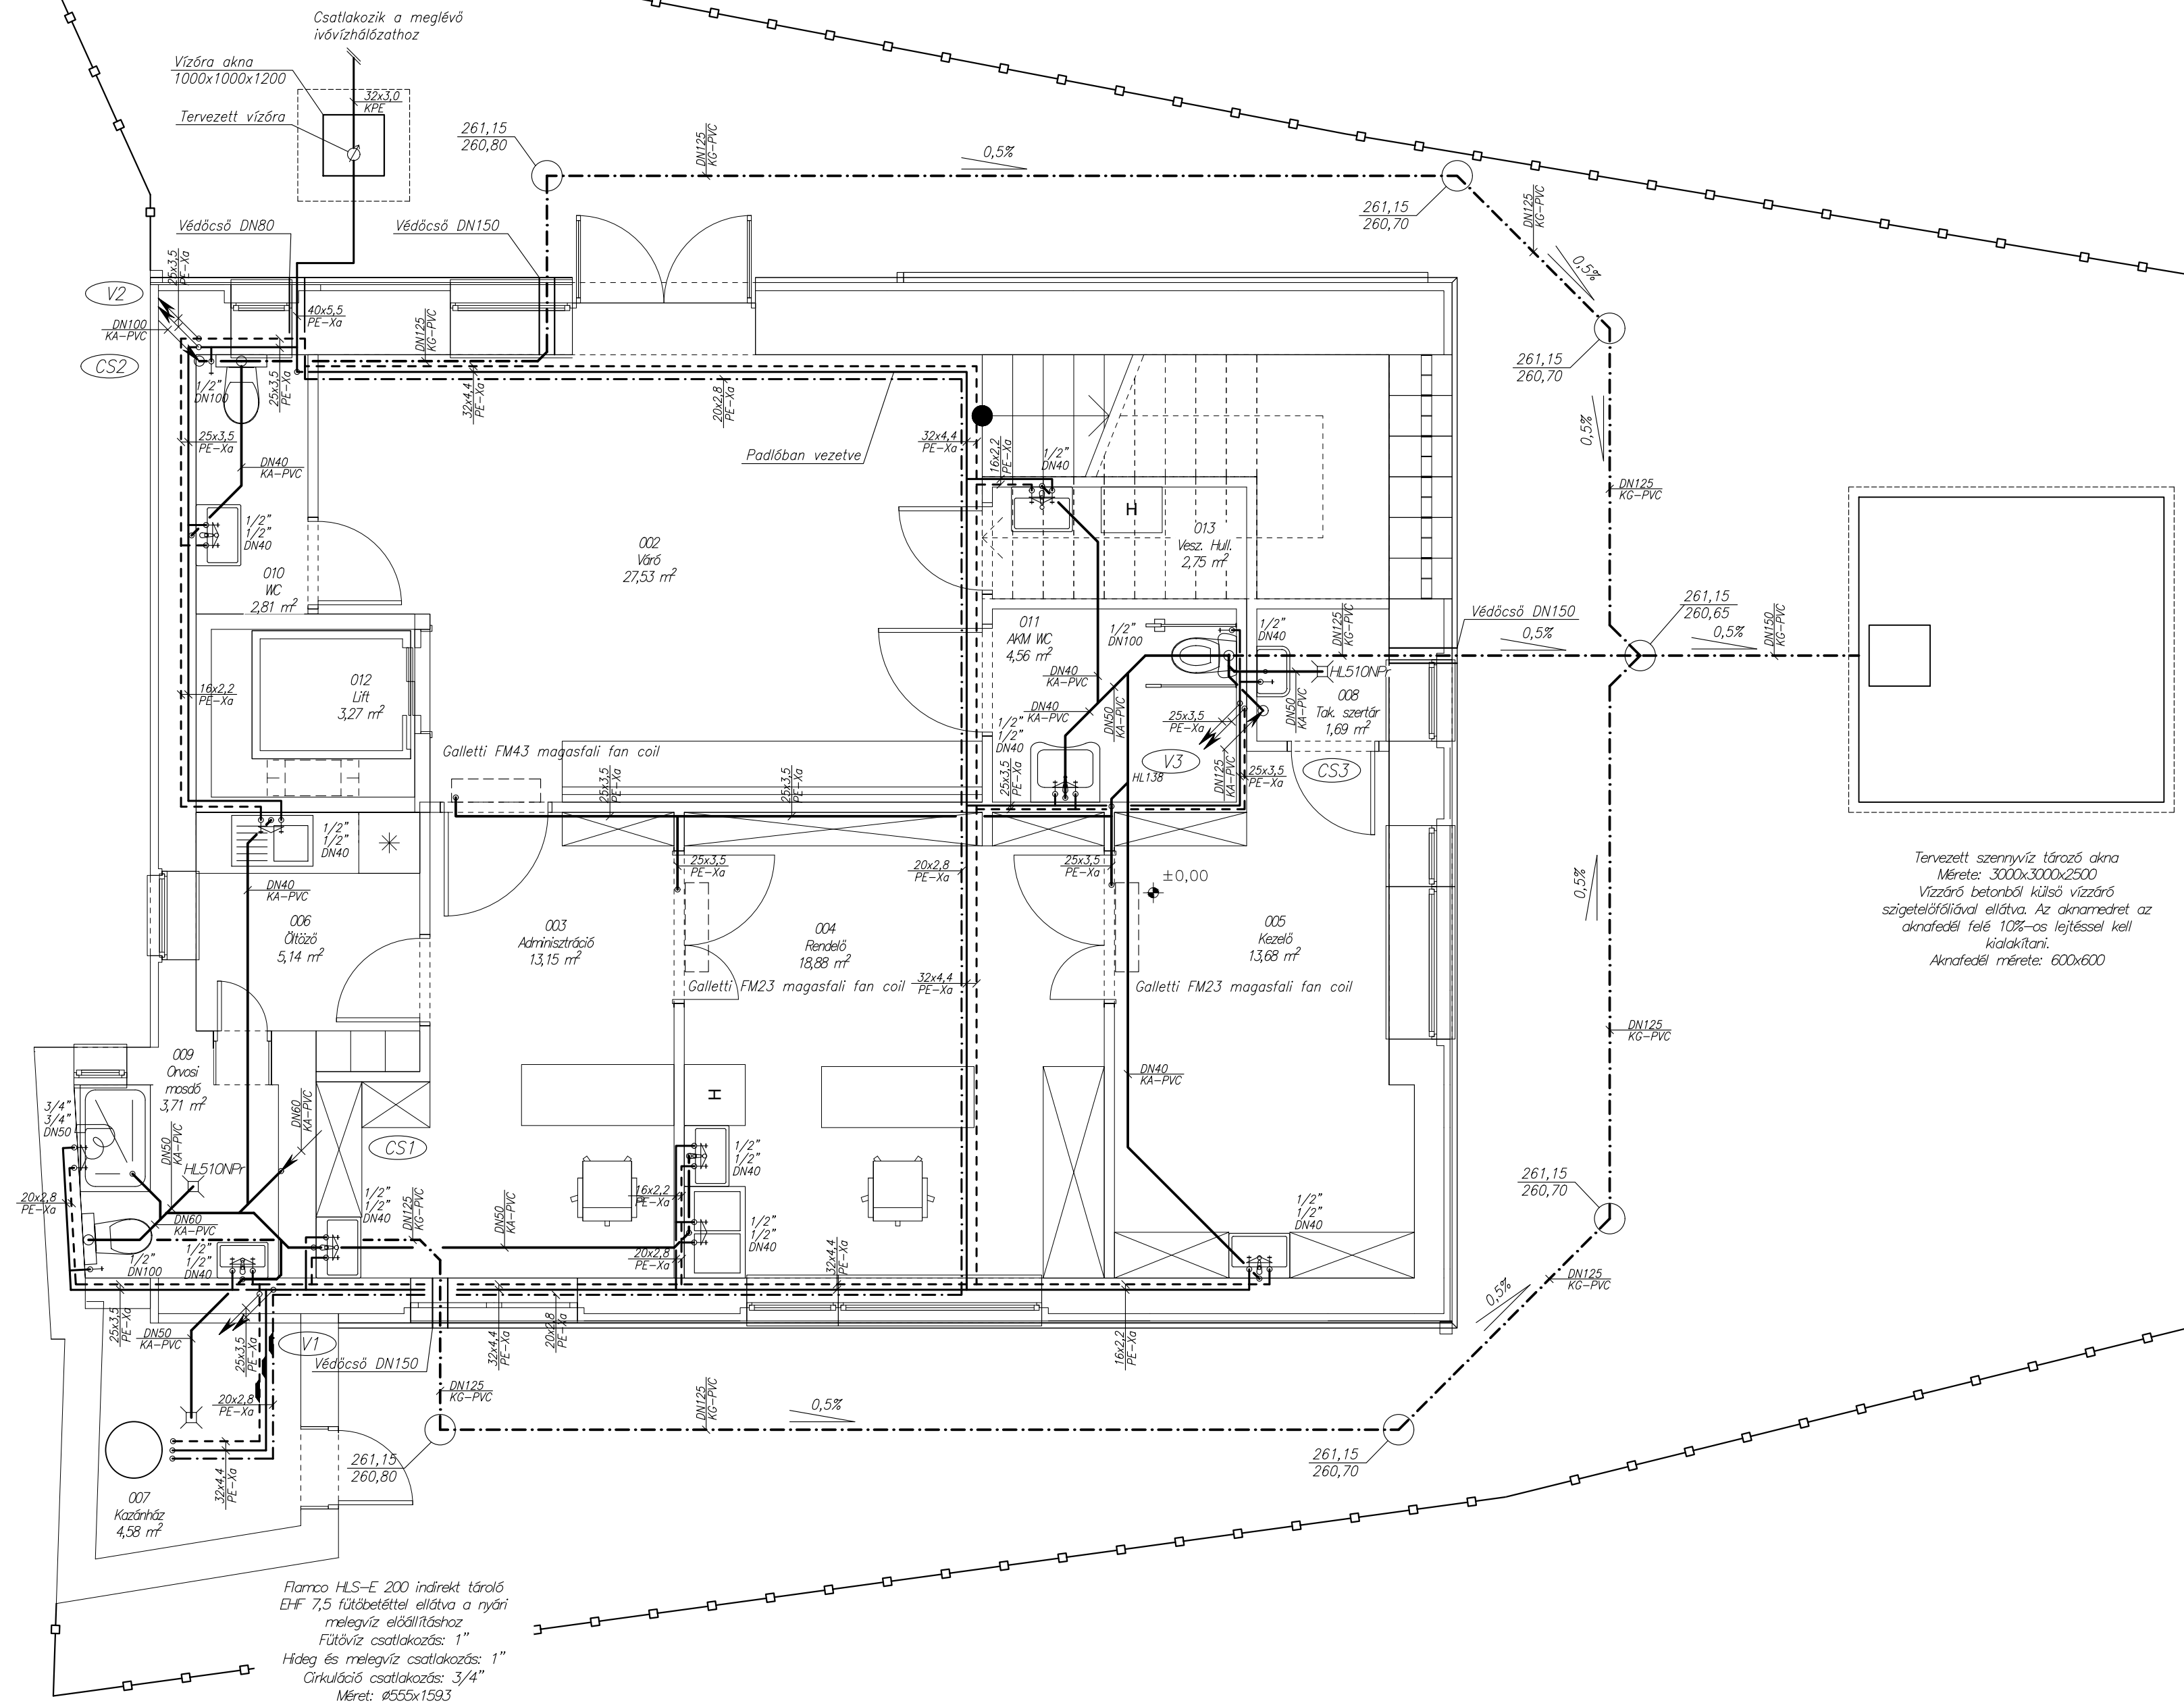 Csatlakozik a meglévő
ivóvízhálózathoz
Vízóra akna
1000x1000x1200
32x3,0
KPE
Tervezett vízóra
261,15
260,80
DN125
KG-PVC
0,5%
261,15
260,70
DN125
KG-PVC
0,5%
Védőcső DN80
Védőcső DN150
25x3,5
PE-Xa
V2
DN100
KA-PVC
CS2
40x5,5
PE-Xa
DN125
KG-PVC
261,15
260,70
1/2"
DN100
25x3,5
PE-Xa
32x4,4
PE-Xa
20x2,8
PE-Xa
25x3,5
PE-Xa
DN40
KA-PVC
Padlóban vezetve
32x4,4
PE-Xa
16x2,2
PE-Xa
1/2"
DN40
0,5%
DN125
KG-PVC
H
1/2"
1/2"
DN40
010
WC
2,81 m²
002
Váró
27,53 m²
013
Vesz. Hull.
2,75 m²
011
AKM WC
4,56 m²
1/2"
DN100
1/2"
DN40
DN125
KG-PVC
Védőcső DN150
0,5%
261,15
260,65
0,5%
DN150
KG-PVC
012
Lift
3,27 m²
16x2,2
PE-Xa
DN40
KA-PVC
DN40
KA-PVC
DN50
KA-PVC
HL510NPr
DN50
KA-PVC
008
Tak. szertár
1,69 m²
25x3,5
PE-Xa
1/2"
1/2"
DN40
Galletti FM43 magasfali fan coil
25x3,5
PE-Xa
25x3,5
PE-Xa
25x3,5
PE-Xa
HL138
V3
DN125
KA-PVC
25x3,5
PE-Xa
CS3
1/2"
1/2"
DN40
25x3,5
PE-Xa
20x2,8
PE-Xa
25x3,5
PE-Xa
±0,00
DN40
KA-PVC
006
Öltöző
5,14 m²
003
Adminisztráció
13,15 m²
004
Rendelő
18,88 m²
005
Kezelő
13,68 m²
Galletti FM23 magasfali fan coil
32x4,4
PE-Xa
Galletti FM23 magasfali fan coil
0,5%
Tervezett szennyvíz tározó akna
Mérete: 3000x3000x2500
Vízzáró betonból külső vízzáró
szigetelőfóliával ellátva. Az aknamedret az
aknafedél felé 10%-os lejtéssel kell
kialakítani.
Aknafedél mérete: 600x600
DN125
KG-PVC
009
Orvosi
mosdó
3,71 m²
3/4"
3/4"
DN50
DN50
KA-PVC
DN60
KA-PVC
HL510NPr
CS1
H
DN40
KA-PVC
1/2"
1/2"
DN40
16x2,2
PE-Xa
261,15
260,70
20x2,8
PE-Xa
DN60
KA-PVC
1/2"
1/2"
DN40
DN125
KG-PVC
DN50
KA-PVC
1/2"
1/2"
DN40
1/2"
1/2"
DN40
1/2"
DN100
1/2"
1/2"
DN40
20x2,8
PE-Xa
32x4,4
PE-Xa
DN125
KG-PVC
0,5%
25x3,5
PE-Xa
DN50
KA-PVC
25x3,5
PE-Xa
V1
Védőcső DN150
32x4,4
PE-Xa
20x2,8
PE-Xa
16x2,2
PE-Xa
20x2,8
PE-Xa
DN125
KG-PVC
DN125
KG-PVC
0,5%
261,15
260,80
261,15
260,70
32x4,4
PE-Xa
007
Kazánház
4,58 m²
Flamco HLS-E 200 indirekt tároló
EHF 7,5 fűtőbetéttel ellátva a nyári
melegvíz előállításhoz
Fűtővíz csatlakozás: 1"
Hideg és melegvíz csatlakozás: 1"
Cirkuláció csatlakozás: 3/4"
Méret: ø555x1593